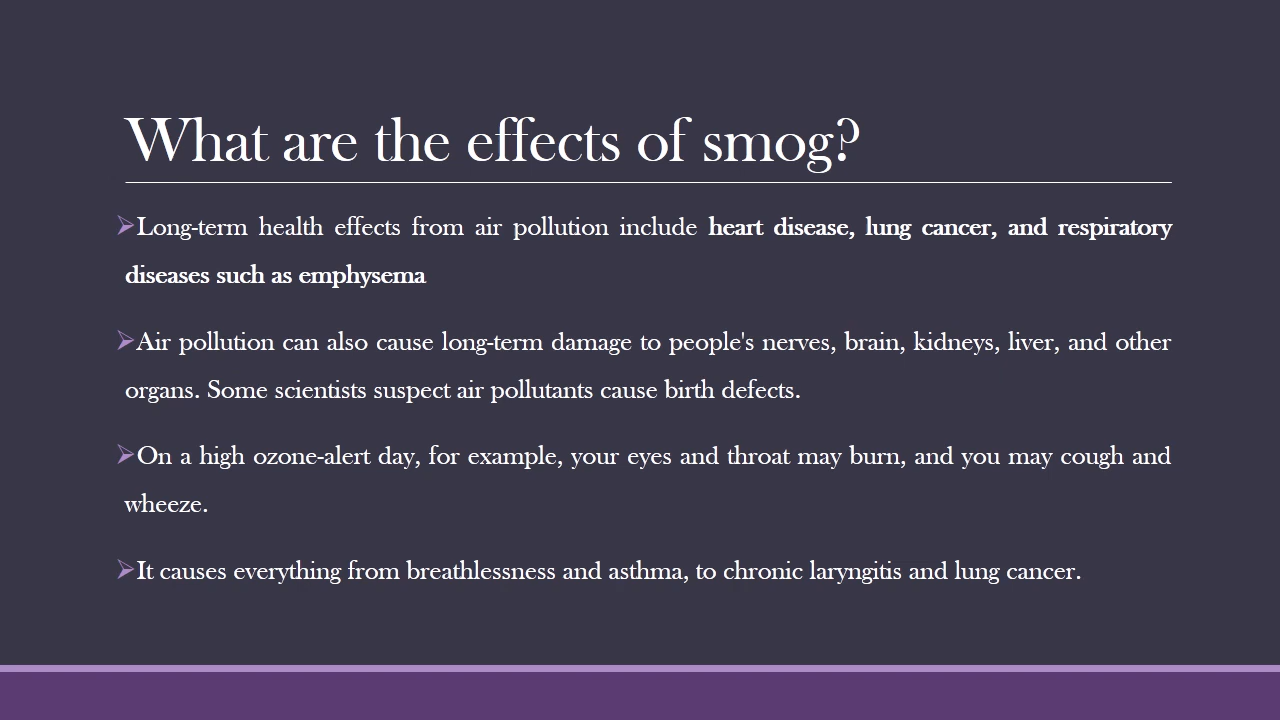 What are the effects of smog?
➢Long-term health effects from air pollution include heart disease, lung cancer, and respiratory
diseases such as emphysema
➢Air pollution can also cause long-term damage to people's nerves, brain, kidneys, liver, and other
organs. Some scientists suspect air pollutants cause birth defects.
➢On a high ozone-alert day, for example, your eyes and throat may burn, and you may cough and
wheeze.
➢It causes everything from breathlessness and asthma, to chronic laryngitis and lung cancer.